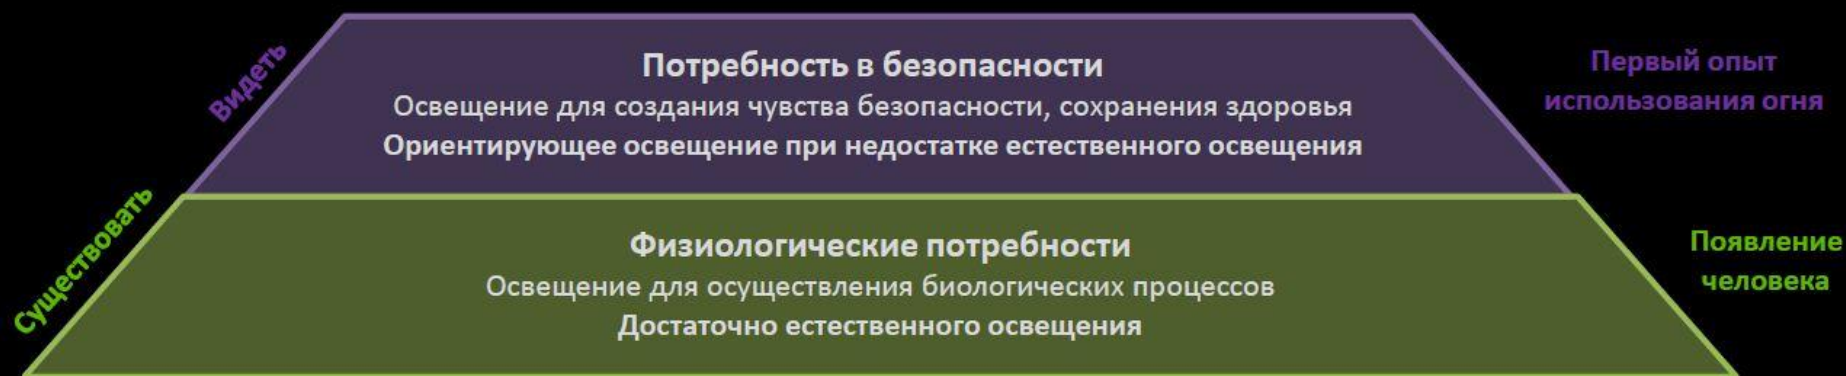 Видеть
Потребность в безопасности
Освещение для создания чувства безопасности, сохранения здоровья
Ориентирующее освещение при недостатке естественного освещения
Первый опыт
использования огня
Существовать
Физиологические потребности
Освещение для осуществления биологических процессов
Достаточно естественного освещения
Появление
человека